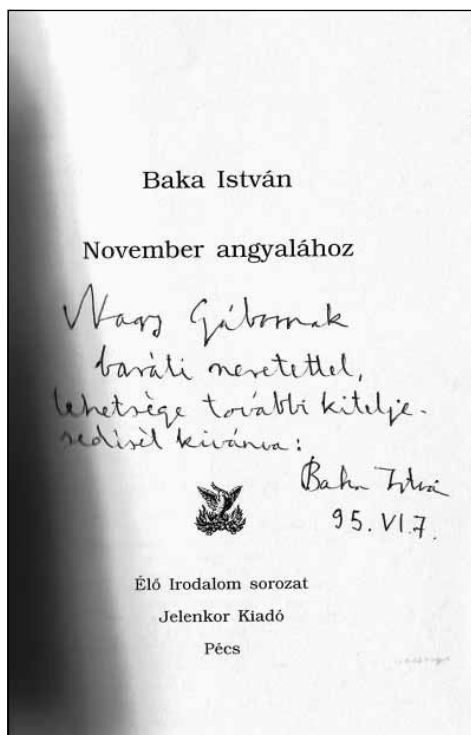 Baka István
November angyalához
Nagy Gábornak
baráti szeretettel,
tehetsége további kitelje-
sedését kívánva:
Baka István
95. VI. 7.
Élő Irodalom sorozat
Jelenkor Kiadó
Pécs